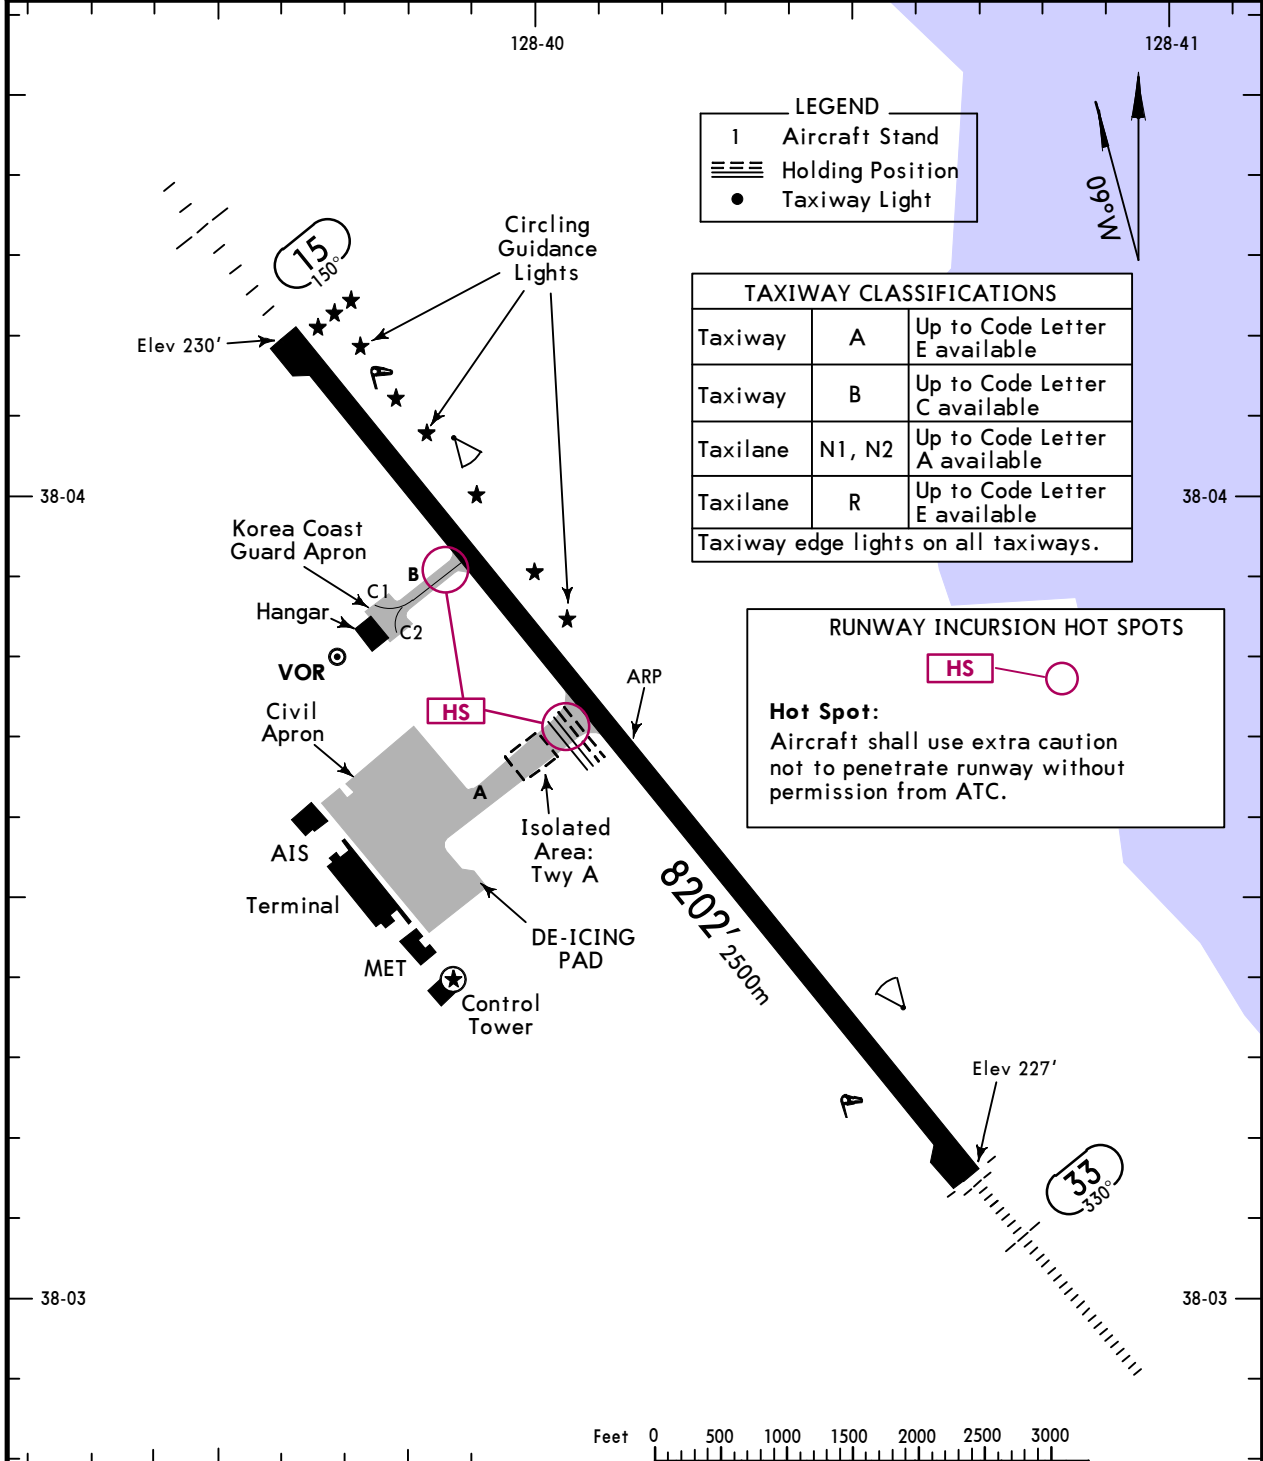 128-40
128-41
LEGEND
1 Aircraft Stand
Holding Position
Taxiway Light
09°W
15
150°
Circling
Guidance
Lights
Elev 230'
TAXIWAY CLASSIFICATIONS
Taxiway A Up to Code Letter
E available
Taxiway B Up to Code Letter
C available
Taxilane N1, N2 Up to Code Letter
A available
Taxilane R Up to Code Letter
E available
Taxiway edge lights on all taxiways.
38-04
38-04
Korea Coast
Guard Apron
B
C1
Hangar
C2
VOR
HS
ARP
Civil
Apron
RUNWAY INCURSION HOT SPOTS
HS
Hot Spot:
Aircraft shall use extra caution
not to penetrate runway without
permission from ATC.
A
Isolated
Area:
Twy A
AIS
Terminal
8202' 2500m
DE-ICING
PAD
MET
Control
Tower
Elev 227'
33
330°
38-03
38-03
Feet 0 500 1000 1500 2000 2500 3000